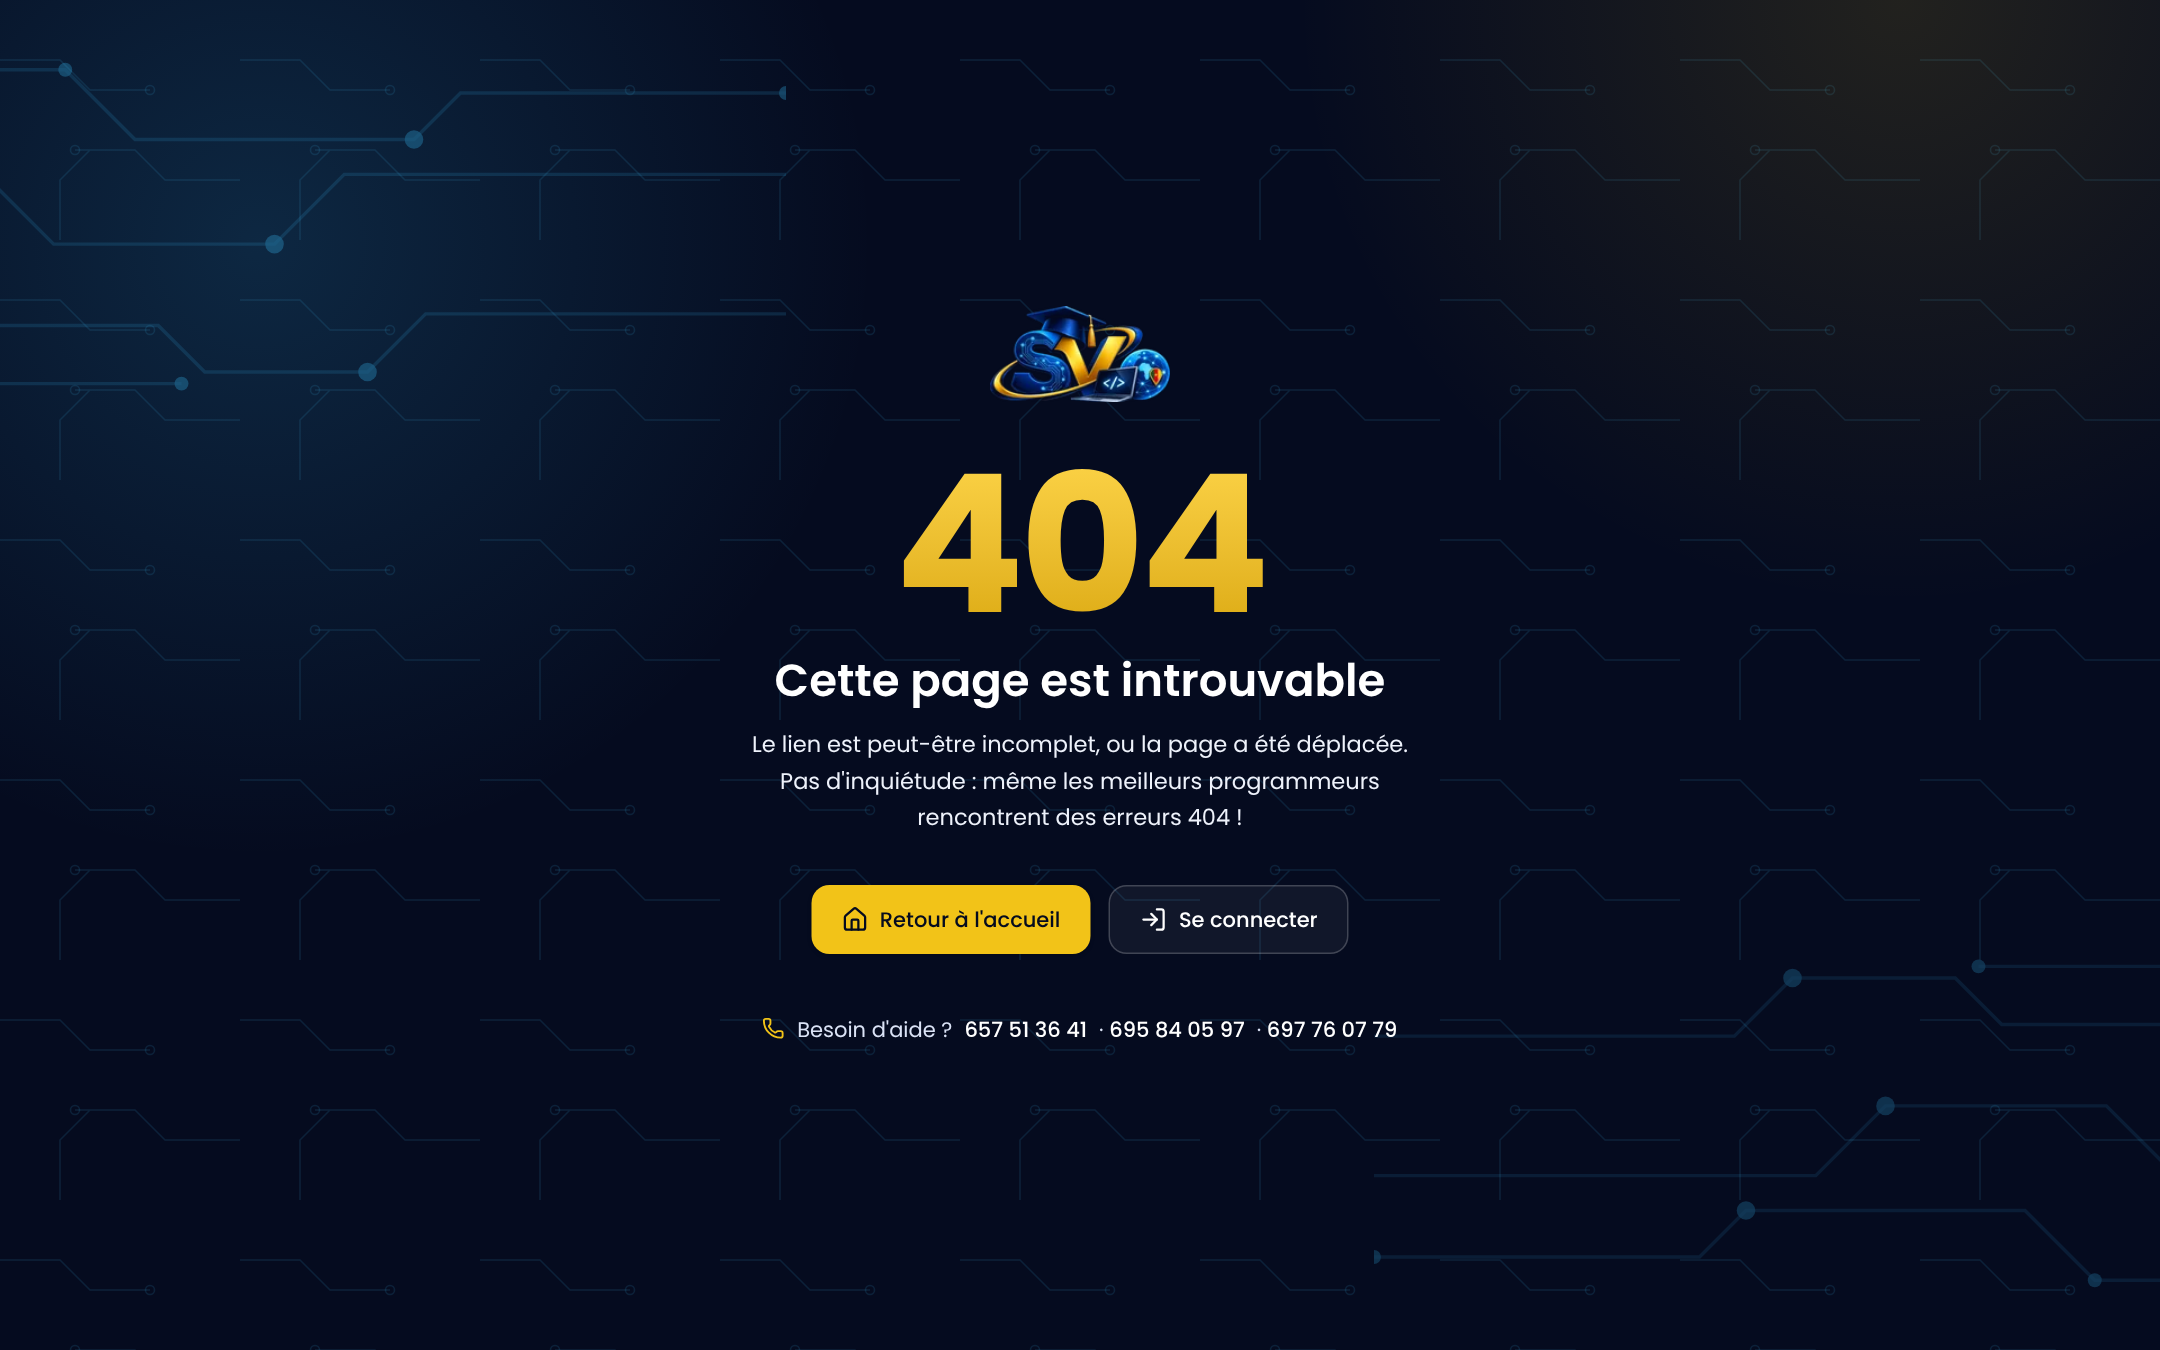 SV
</>
404
Cette page est introuvable
Le lien est peut-être incomplet, ou la page a été déplacée.
Pas d'inquiétude : même les meilleurs programmeurs
rencontrent des erreurs 404 !
Retour à l'accueil
Se connecter
Besoin d'aide ? 657 51 36 41 · 695 84 05 97 · 697 76 07 79